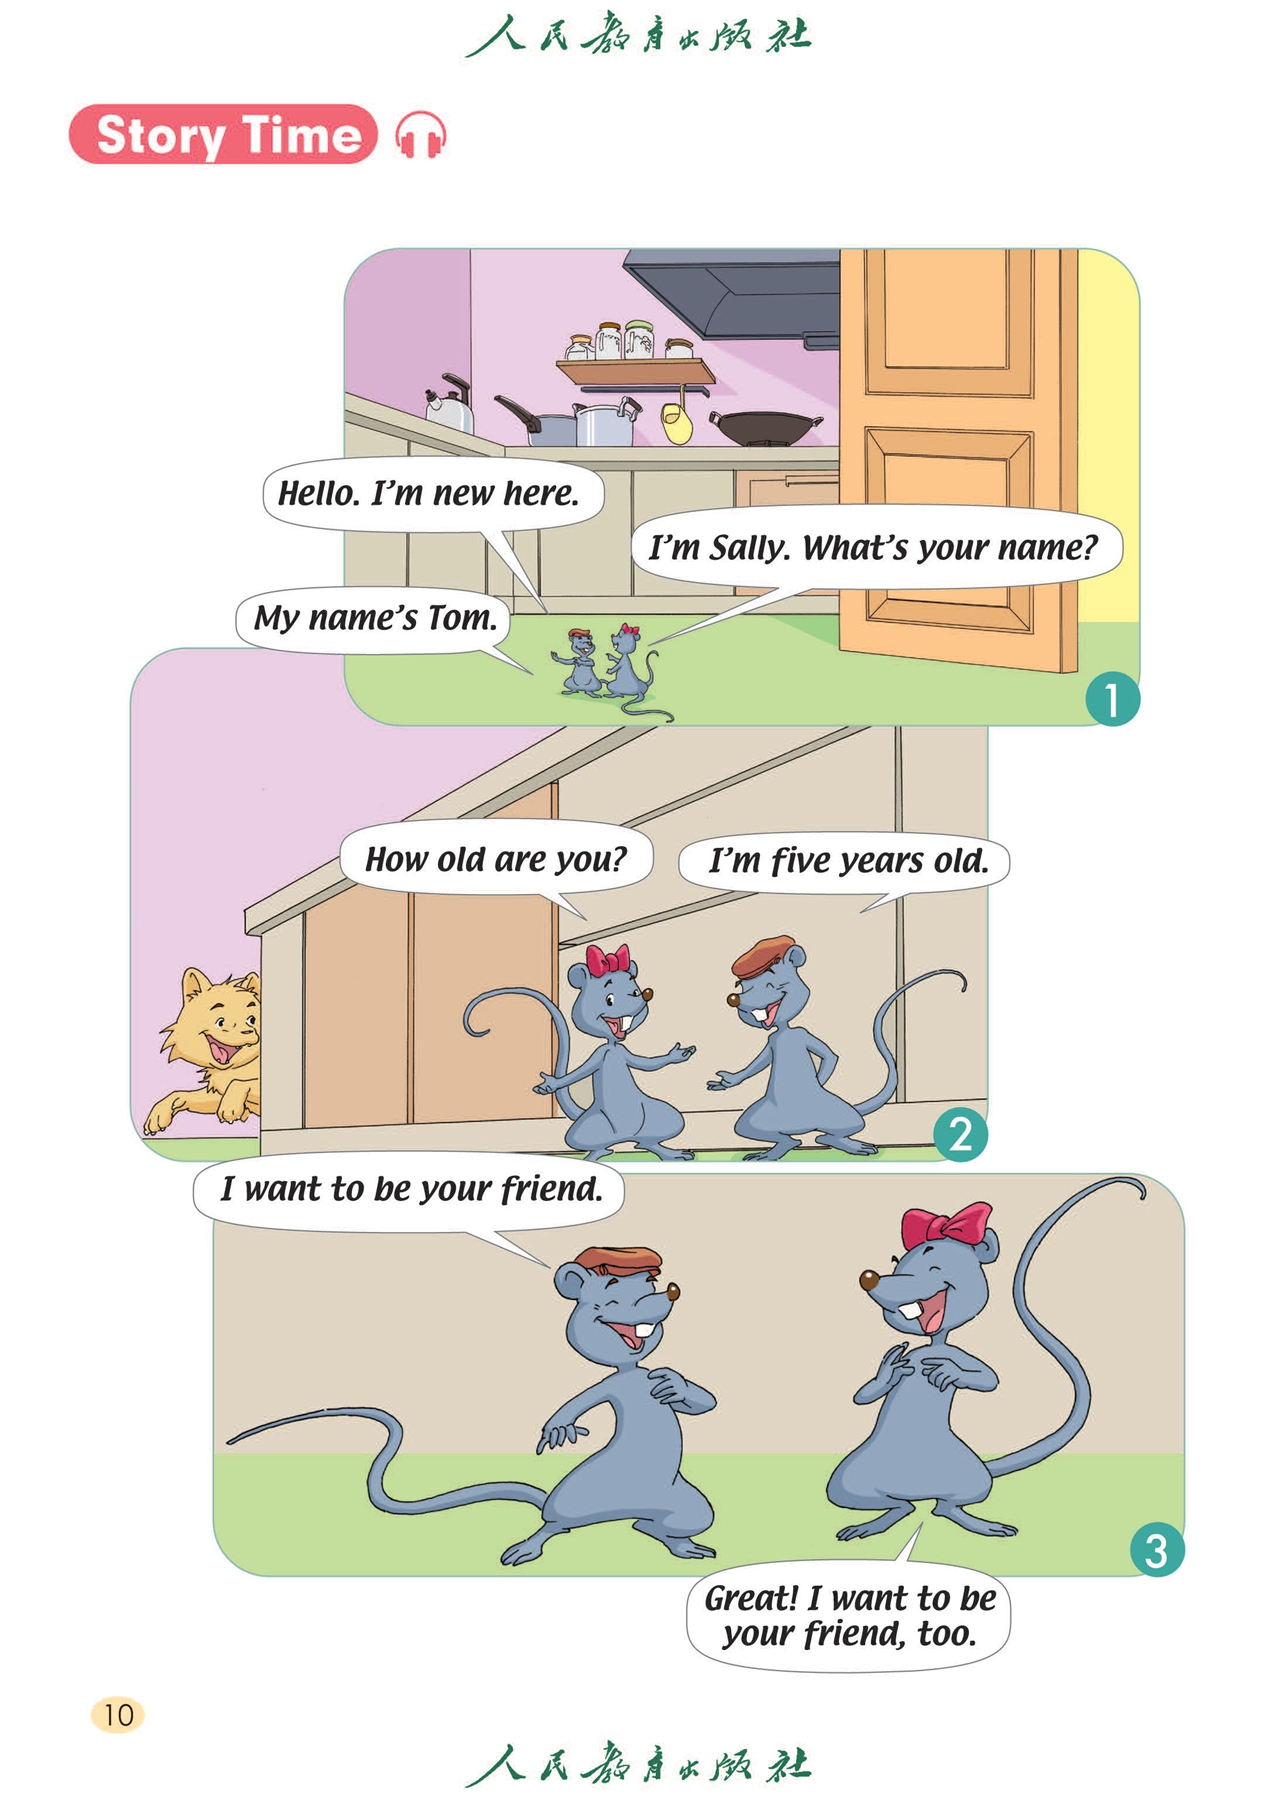 人民教育出版社
Story Time
Hello. I'm new here.
I'm Sally. What's your name?
My name's Tom.
1
How old are you?
I'm five years old.
2
I want to be your friend.
3
Great! I want to be
your friend, too.
10
人民教育出版社